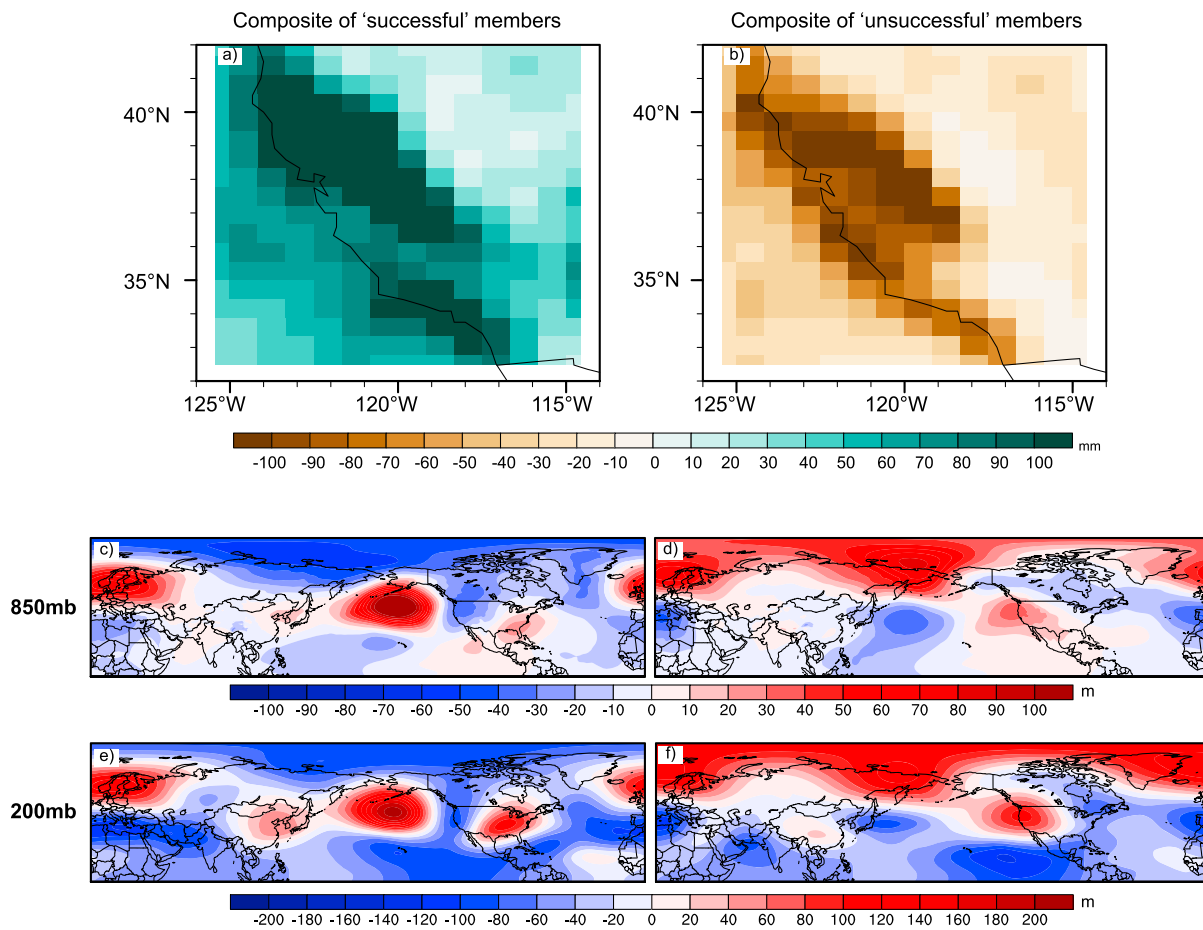 Composite of ‘successful’ members
Composite of ‘unsuccessful’ members
a)
b)
40°N
40°N
35°N
35°N
125°W
120°W
115°W
125°W
120°W
115°W
-100 -90 -80 -70 -60 -50 -40 -30 -20 -10 0 10 20 30 40 50 60 70 80 90 100 mm
c)
d)
850mb
-100 -90 -80 -70 -60 -50 -40 -30 -20 -10 0 10 20 30 40 50 60 70 80 90 100 m
e)
f)
200mb
-200 -180 -160 -140 -120 -100 -80 -60 -40 -20 0 20 40 60 80 100 120 140 160 180 200 m